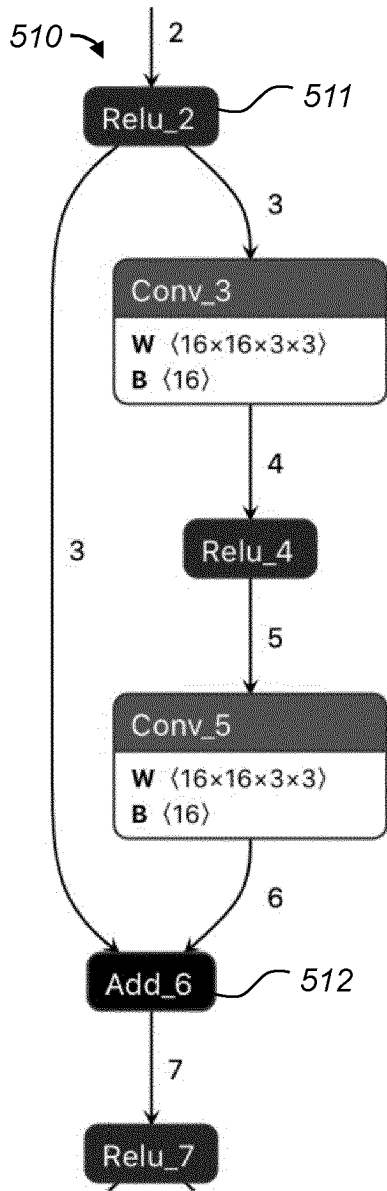 510
2
Relu_2
511
3
Conv_3
W ⟨16×16×3×3⟩
B ⟨16⟩
4
Relu_4
3
5
Conv_5
W ⟨16×16×3×3⟩
B ⟨16⟩
6
Add_6
512
7
Relu_7